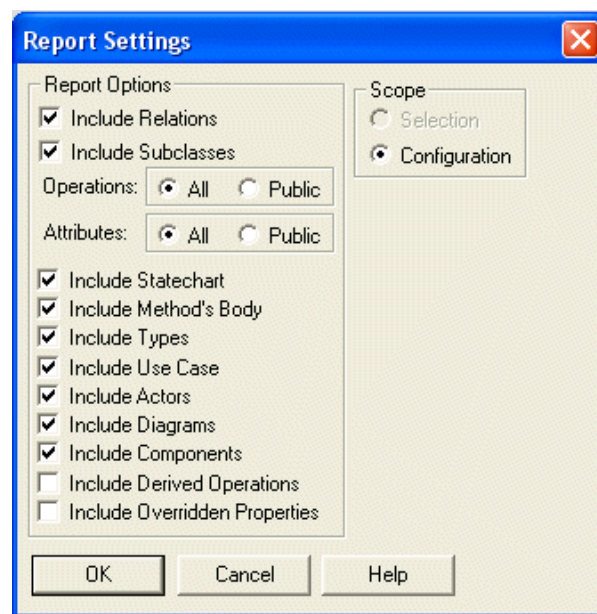 Report Settings
Report Options
Include Relations
Include Subclasses
Operations: All Public
Attributes: All Public
Include Statechart
Include Method's Body
Include Types
Include Use Case
Include Actors
Include Diagrams
Include Components
Include Derived Operations
Include Overridden Properties
Scope
Selection
Configuration
OK Cancel Help